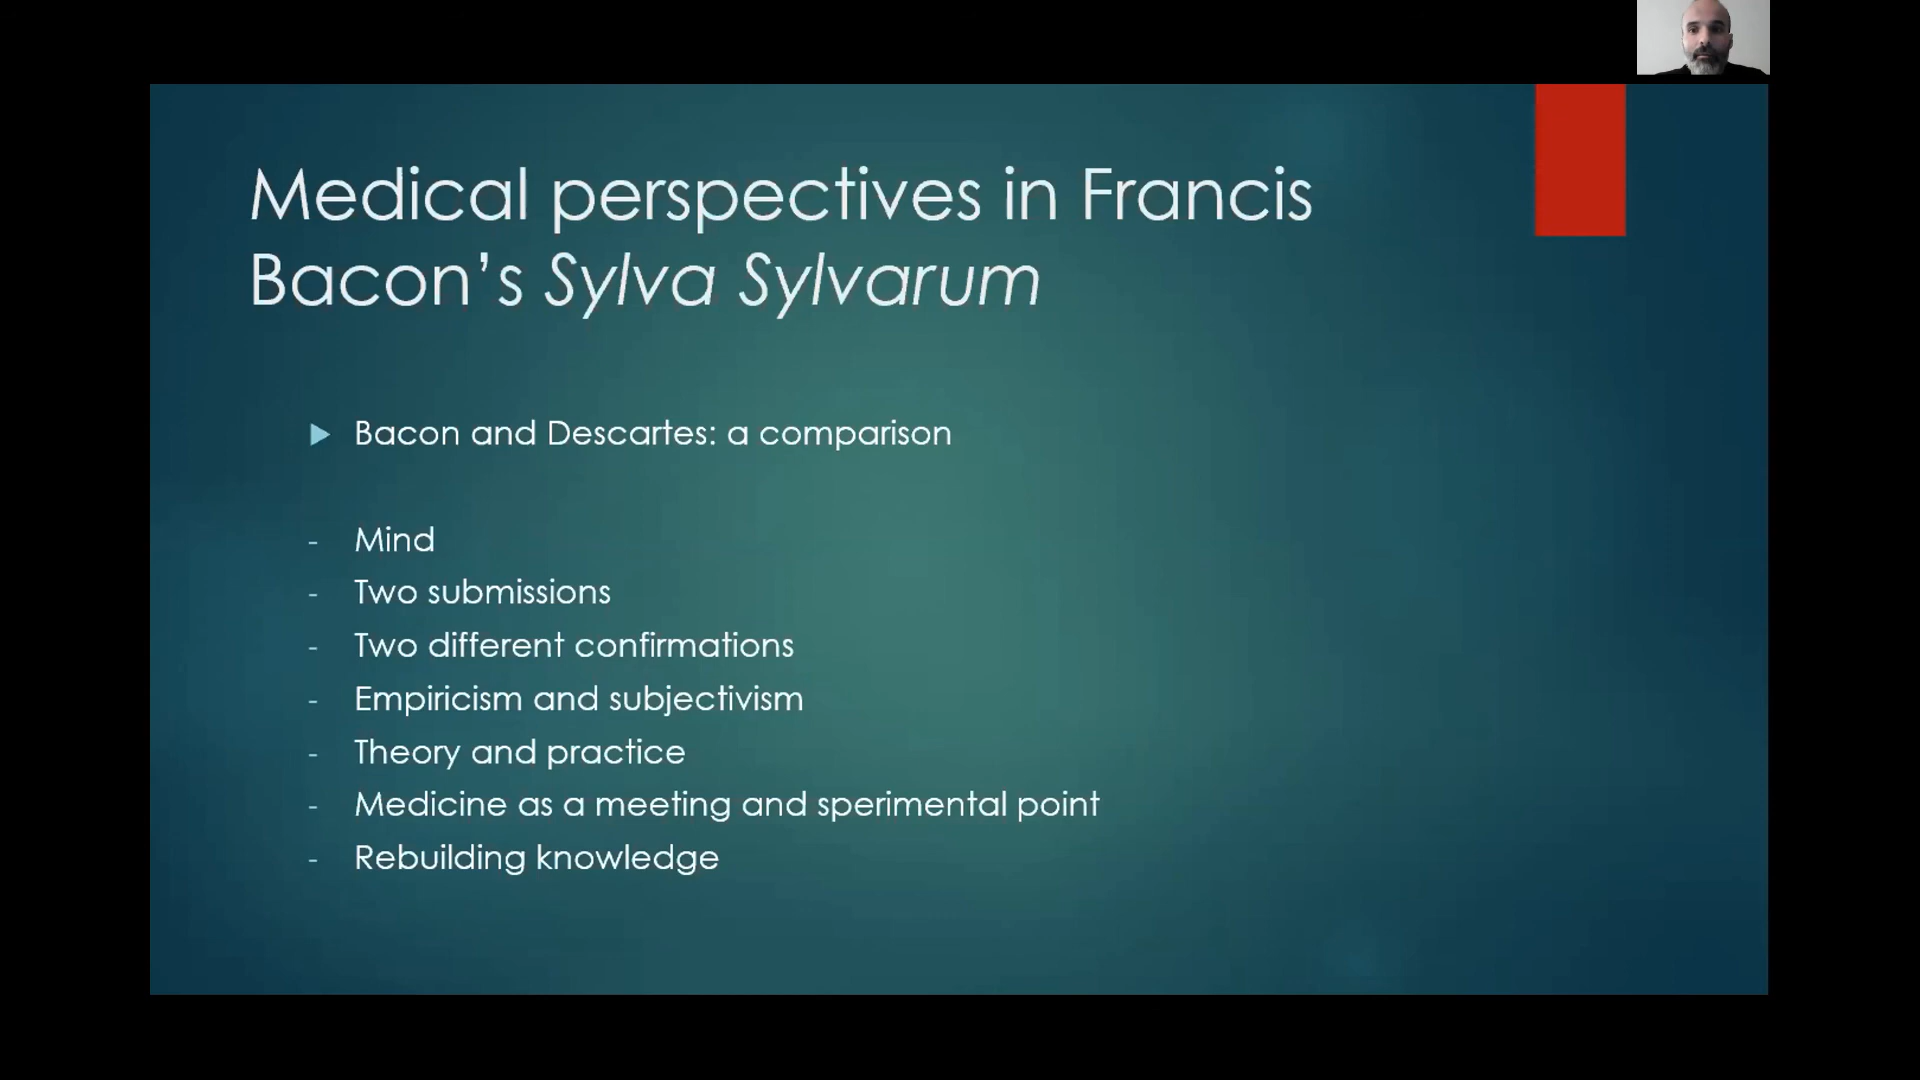 Medical perspectives in Francis
Bacon’s Sylva Sylvarum
Bacon and Descartes: a comparison
- Mind
- Two submissions
- Two different confirmations
- Empiricism and subjectivism
- Theory and practice
- Medicine as a meeting and sperimental point
- Rebuilding knowledge